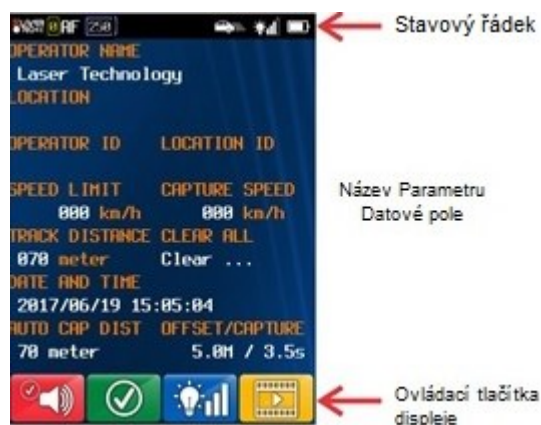 AF 250 Stavový řádek
OPERATOR NAME
Laser Technology
LOCATION
OPERATOR ID LOCATION ID
SPEED LIMIT CAPTURE SPEED
000 km/h 000 km/h
Název Parametru
Datové pole
TRACK DISTANCE CLEAR ALL
070 meter Clear ...
DATE AND TIME
2017/06/19 15:05:04
AUTO CAP DIST OFFSET/CAPTURE
70 meter 5.0M / 3.5s
Ovládací tlačítka
displeje